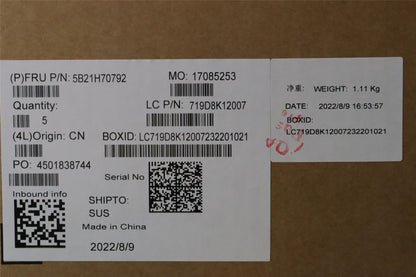 (P)FRU P/N: 5B21H70792
MO: 17085253
Quantity:
5
LC P/N: 719D8K12007
(4L)Origin: CN
BOXID: LC719D8K12007232201021
PO: 4501838744
Serial No
Inbound info
SHIPTO:
SUS
Made in China
2022/8/9
净重: WEIGHT: 1.11 Kg
DATE: 2022/8/9 16:53:57
BOXID:
LC719D8K12007232201021